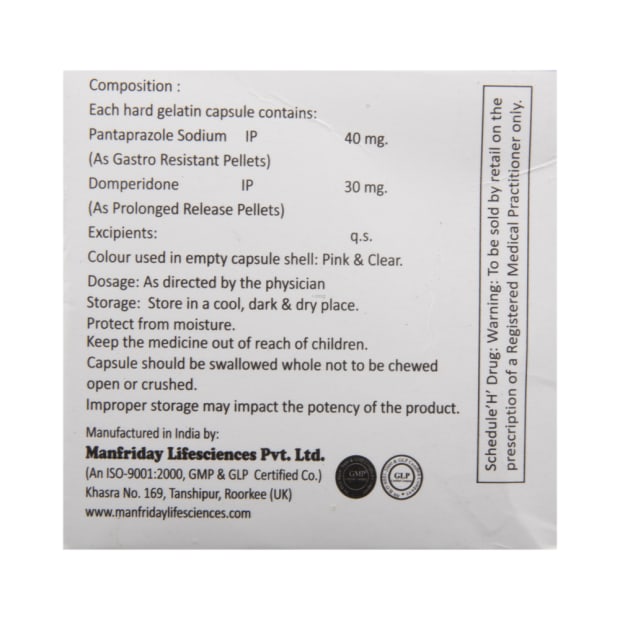 Composition :
Each hard gelatin capsule contains:
Pantaprazole Sodium IP 40 mg.
(As Gastro Resistant Pellets)
Domperidone IP 30 mg.
(As Prolonged Release Pellets)
Excipients: q.s.
Colour used in empty capsule shell: Pink & Clear.
Dosage: As directed by the physician
Storage: Store in a cool, dark & dry place.
Protect from moisture.
Keep the medicine out of reach of children.
Capsule should be swallowed whole not to be chewed
open or crushed.
Improper storage may impact the potency of the product.
Manufactured in India by:
Manfriday Lifesciences Pvt. Ltd.
(An ISO-9001:2000, GMP & GLP Certified Co.)
Khasra No. 169, Tanshipur, Roorkee (UK)
www.manfridaylifesciences.com
GMP
GLP
Schedule'H' Drug: Warning: To be sold by retail on the
prescription of a Registered Medical Practitioner only.